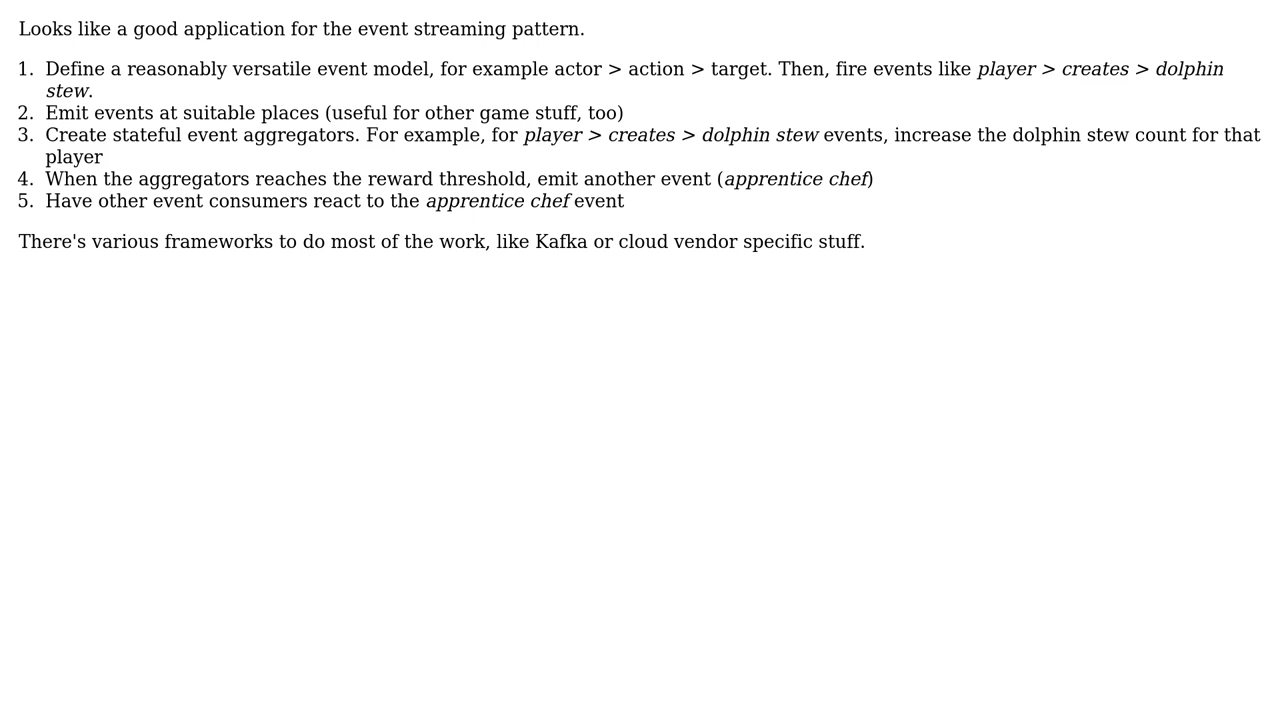 Looks like a good application for the event streaming pattern.
1. Define a reasonably versatile event model, for example actor > action > target. Then, fire events like player > creates > dolphin
stew.
2. Emit events at suitable places (useful for other game stuff, too)
3. Create stateful event aggregators. For example, for player > creates > dolphin stew events, increase the dolphin stew count for that
player
4. When the aggregators reaches the reward threshold, emit another event (apprentice chef)
5. Have other event consumers react to the apprentice chef event
There's various frameworks to do most of the work, like Kafka or cloud vendor specific stuff.